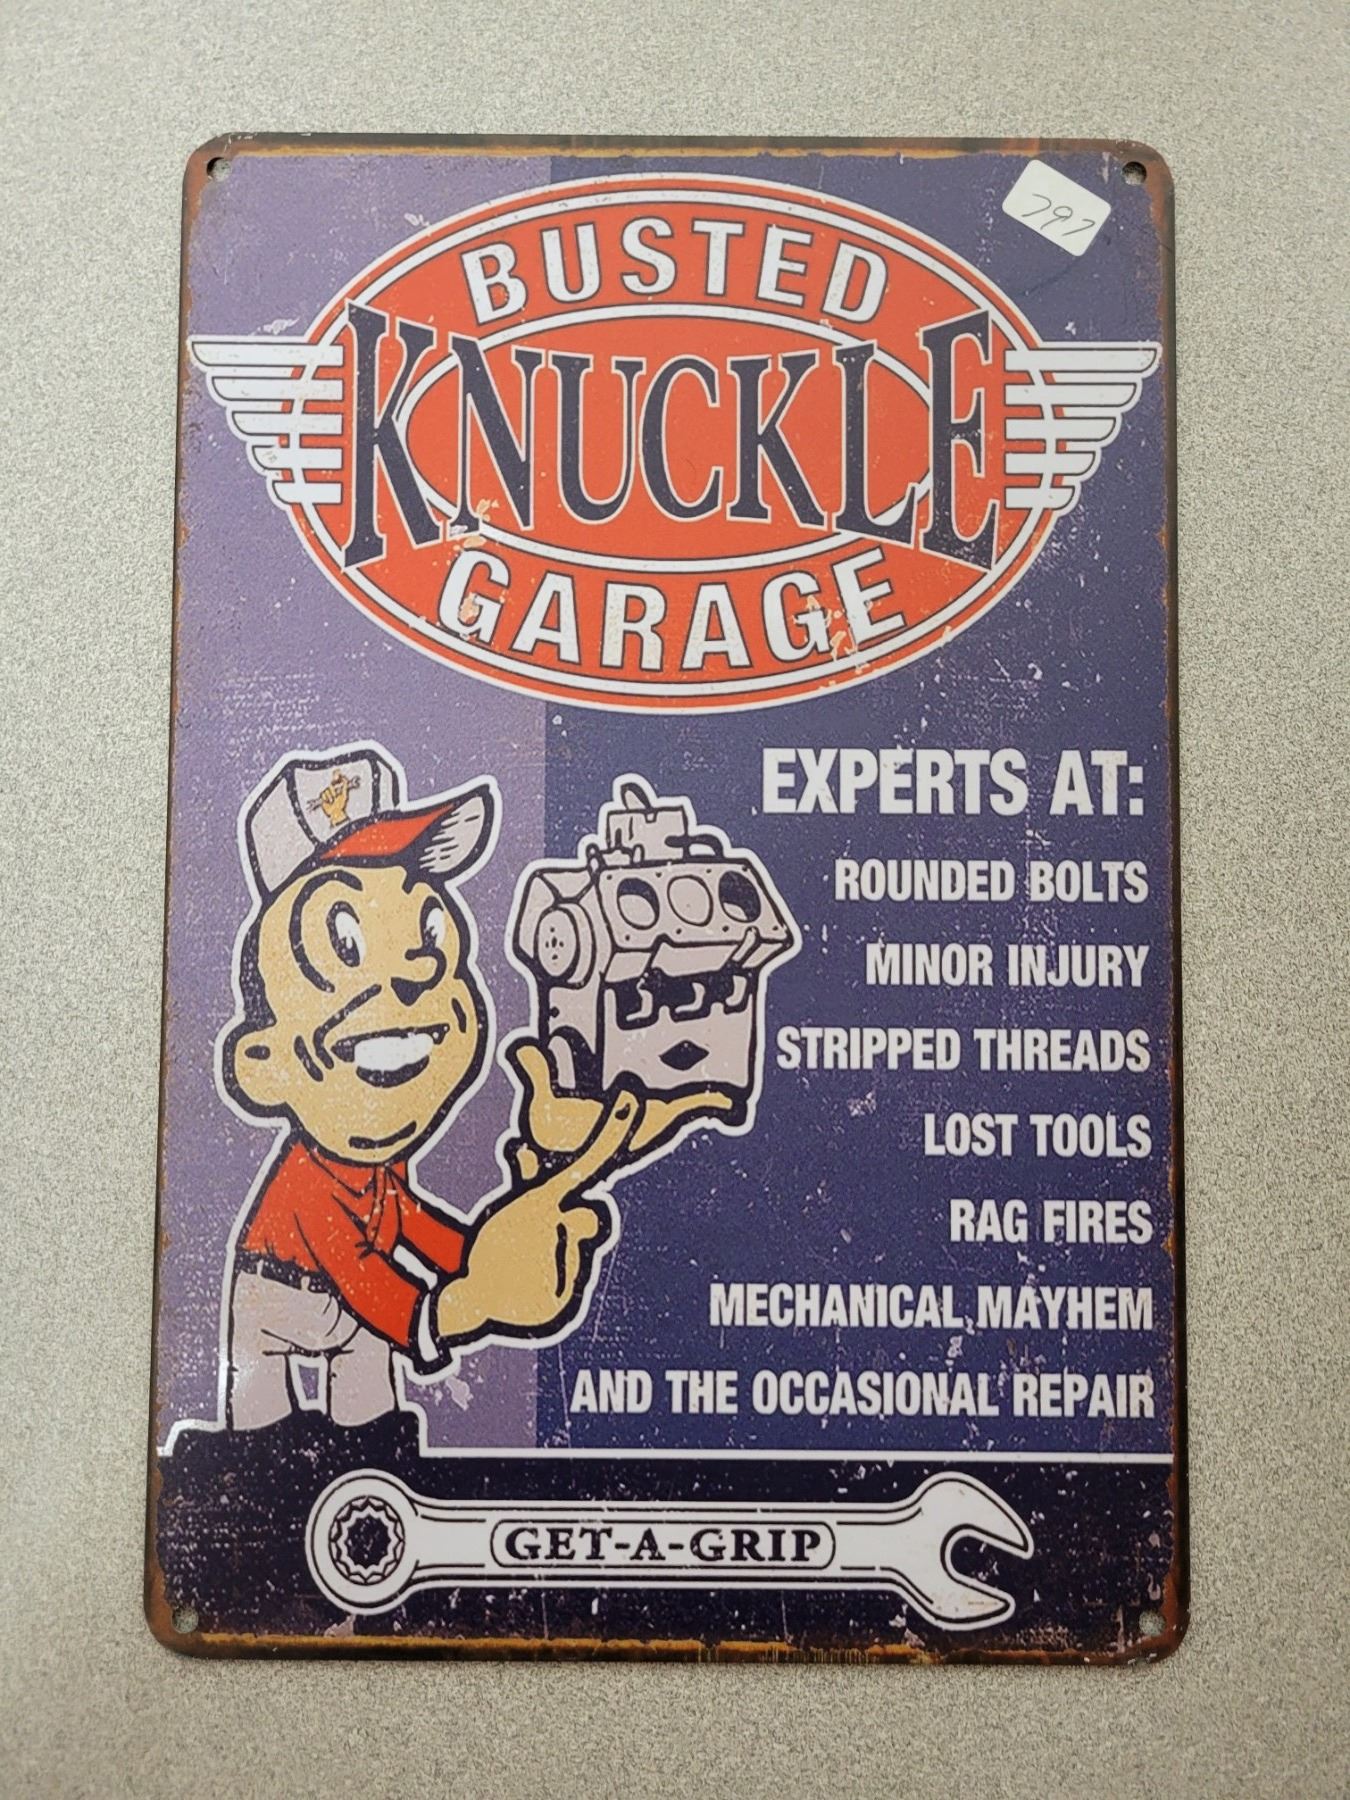 797
BUSTED
KNUCKLE
GARAGE
EXPERTS AT:
ROUNDED BOLTS
MINOR INJURY
STRIPPED THREADS
LOST TOOLS
RAG FIRES
MECHANICAL MAYHEM
AND THE OCCASIONAL REPAIR
GET-A-GRIP